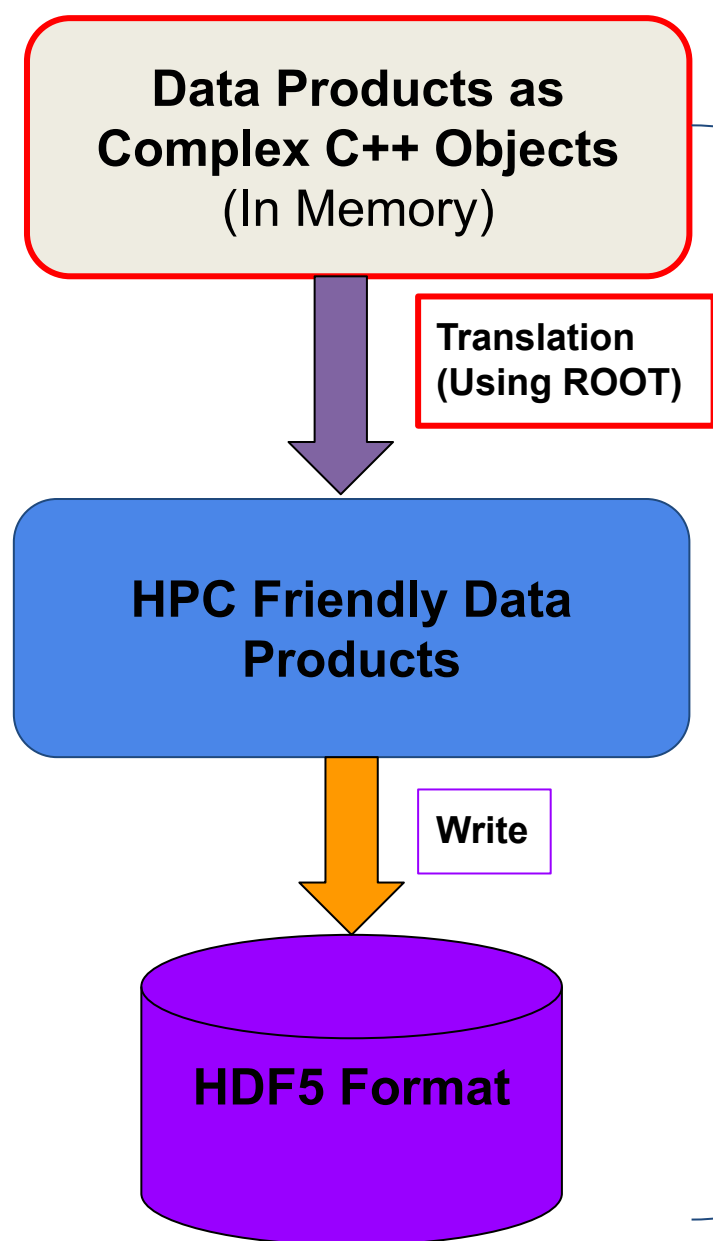 Data Products as
Complex C++ Objects
(In Memory)
Translation
(Using ROOT)
HPC Friendly Data
Products
Write
HDF5 Format